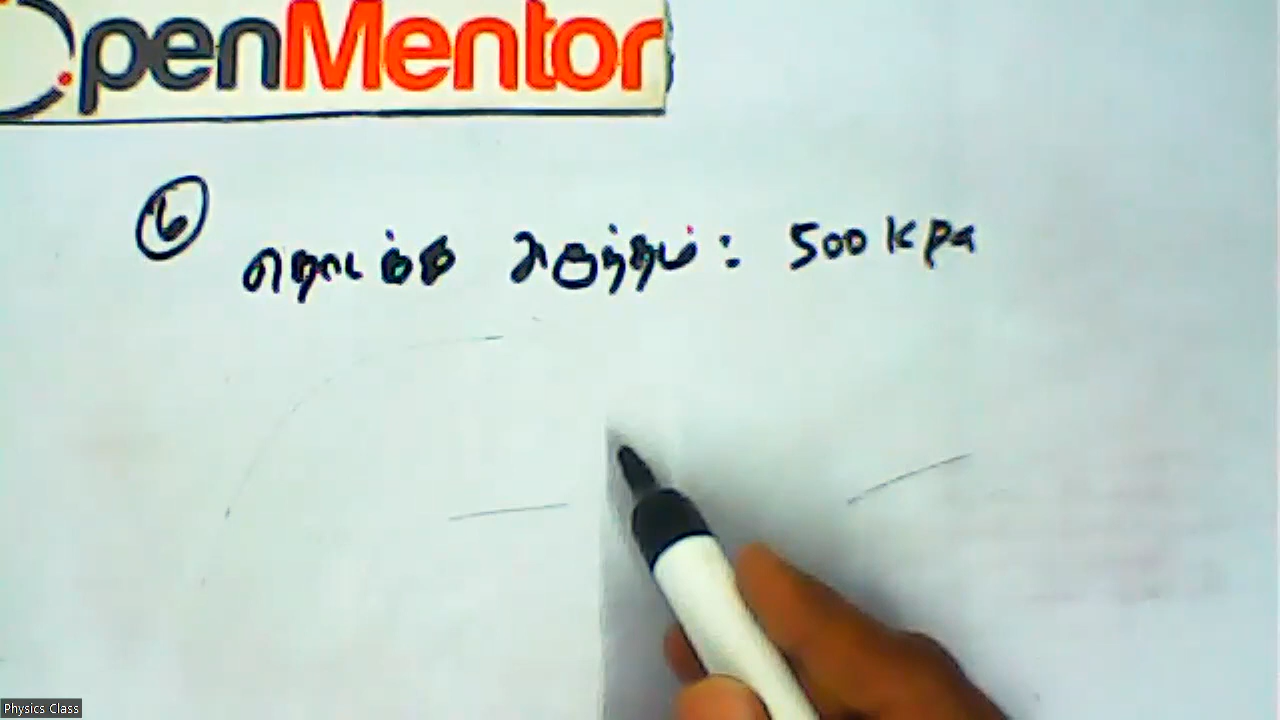 OpenMentor
6 தொடக்க அழுத்தம் : 500 kpa
Physics Class